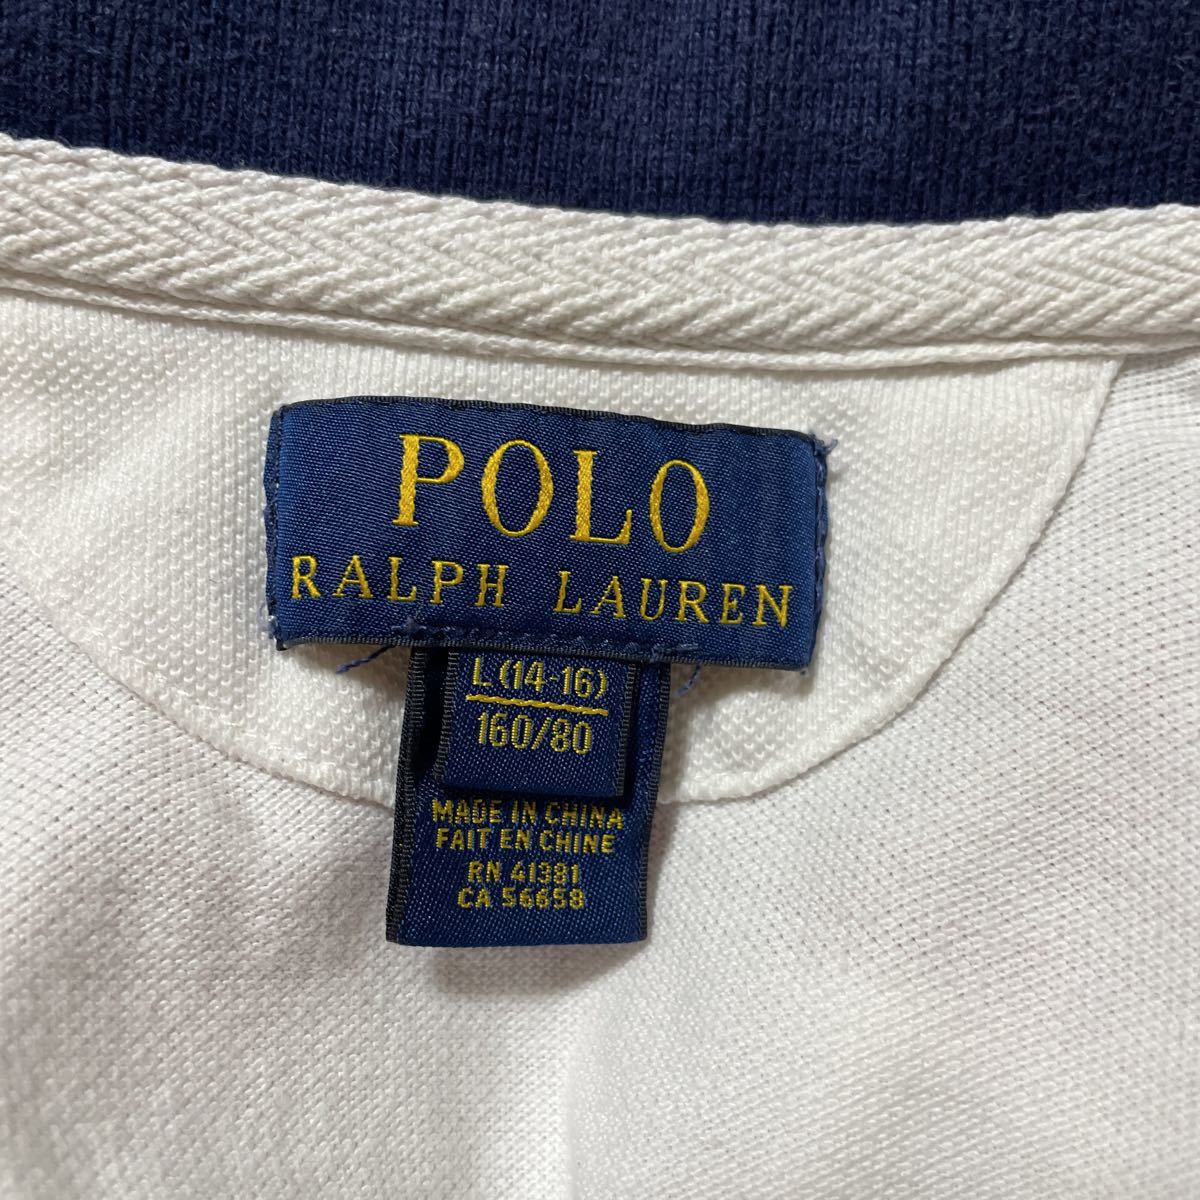 POLO
RALPH LAUREN
L (14-16)
160/80
MADE IN CHINA
FAIT EN CHINE
RN 41381
CA 56658